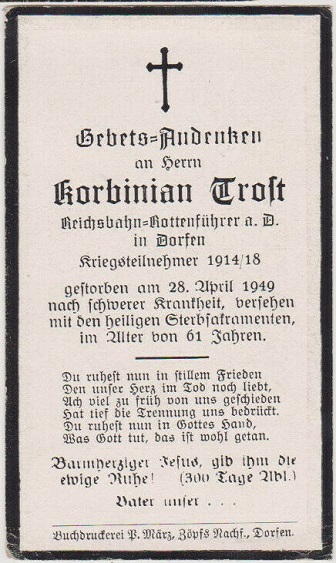 Gebets=Andenken
an Herrn
Korbinian Trost
Reichsbahn=Rottenführer a. D.
in Dorfen
Kriegsteilnehmer 1914/18
gestorben am 28. April 1949
nach schwerer Krankheit, versehen
mit den heiligen Sterbsakramenten,
im Alter von 61 Jahren.
Du ruhest nun in stillem Frieden
Den unser Herz im Tod noch liebt,
Ach viel zu früh von uns geschieden
Hat tief die Trennung uns bedrückt.
Du ruhest nun in Gottes Hand,
Was Gott tut, das ist wohl getan.
Barmherziger Jesus, gib ihm die
ewige Ruhe! (300 Tage Abl.)
Vater unser . . .
Buchdruckerei P. März, Zöpfs Nachf., Dorfen.